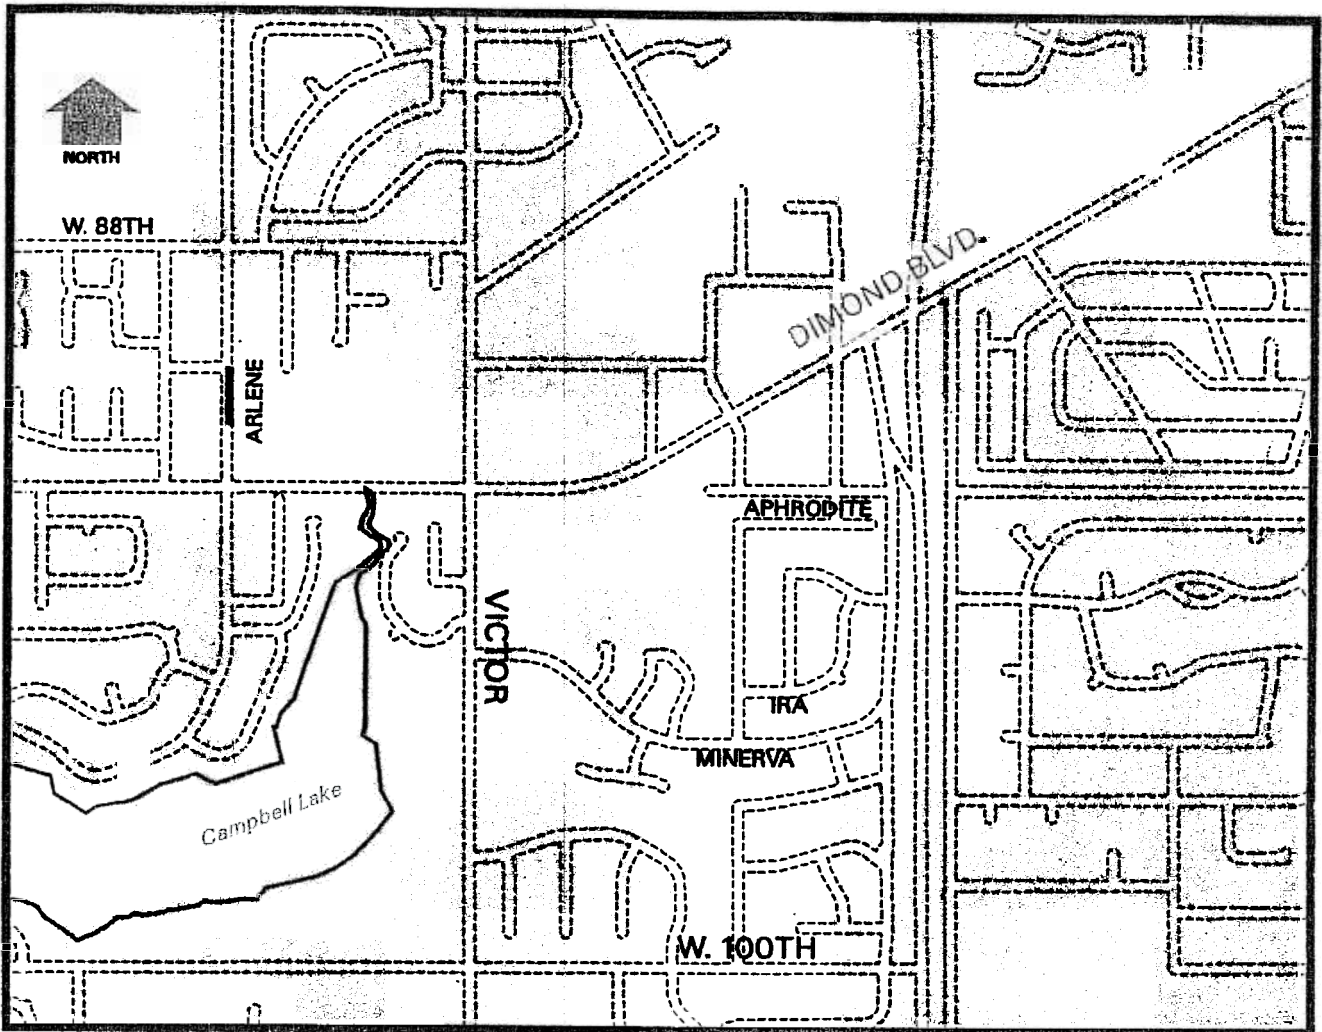 NORTH
W. 88TH
DIMOND BLVD.
ARLENE
APHRODITE
VICTOR
IRA
MINERVA
Campbell Lake
W. 100TH